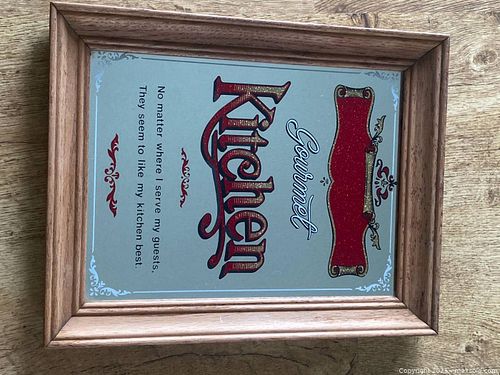 Gourmet
Kitchen
No matter where I serve my guests,
They seem to like my kitchen best.